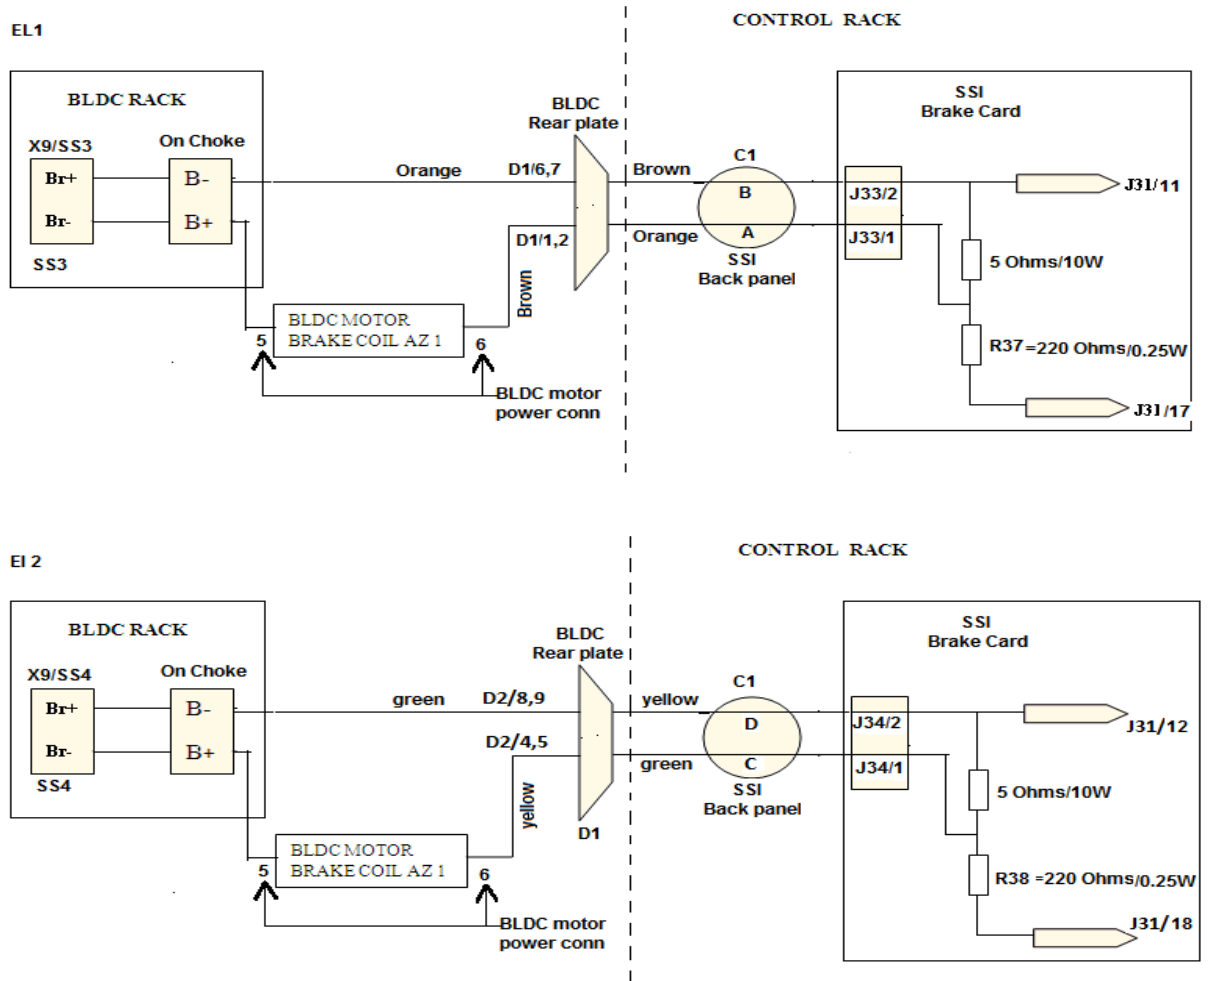 EL1
CONTROL RACK
BLDC RACK
X9/SS3
On Choke
Br+
B-
Br-
B+
SS3
Orange
BLDC
Rear plate
D1/6,7
D1/1,2
Brown
BLDC MOTOR
BRAKE COIL AZ 1
5
6
BLDC motor
power conn
Brown
Orange
C1
B
A
SSI
Back panel
SSI
Brake Card
J33/2
J33/1
J31/11
5 Ohms/10W
R37=220 Ohms/0.25W
J31/17
El 2
CONTROL RACK
BLDC RACK
X9/SS4
On Choke
Br+
B-
Br-
B+
SS4
green
BLDC
Rear plate
D2/8,9
D2/4,5
yellow
D1
BLDC MOTOR
BRAKE COIL AZ 1
5
6
BLDC motor
power conn
yellow
green
C1
D
C
SSI
Back panel
SSI
Brake Card
J34/2
J34/1
J31/12
5 Ohms/10W
R38 =220 Ohms/0.25W
J31/18